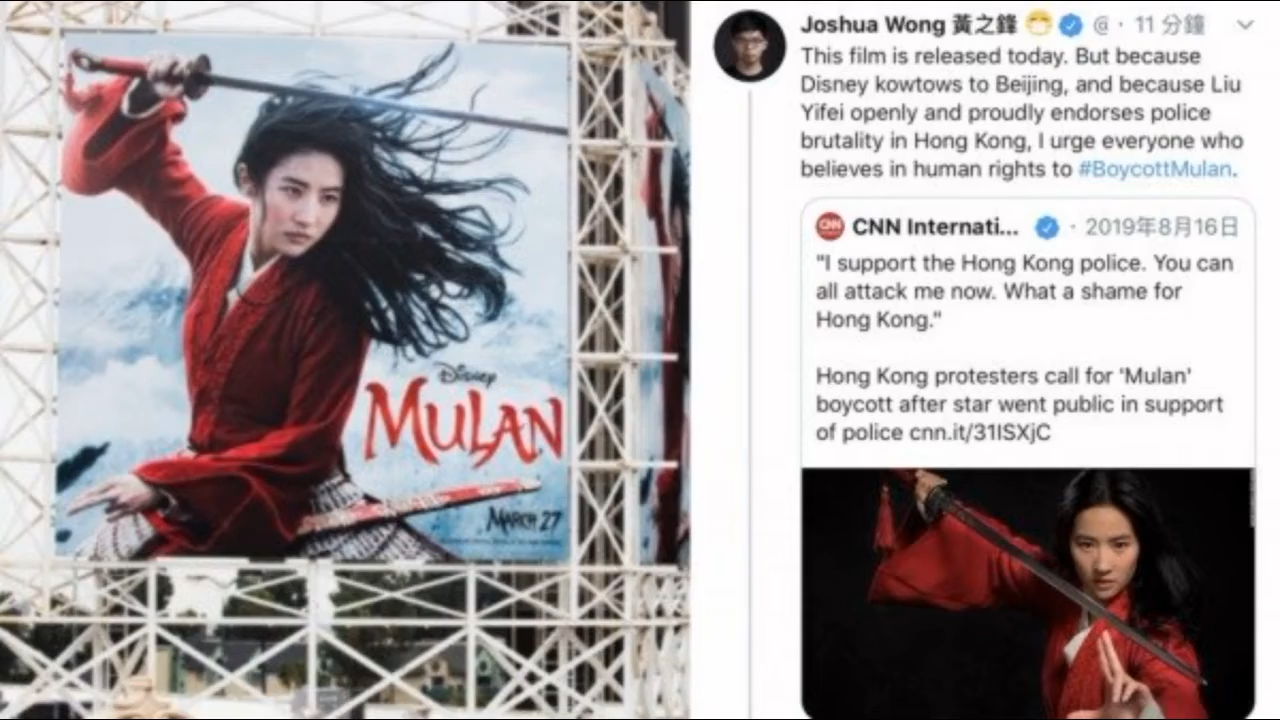 Disney
MULAN
MARCH 27
Joshua Wong 黃之鋒 @ · 11 分鐘
This film is released today. But because
Disney kowtows to Beijing, and because Liu
Yifei openly and proudly endorses police
brutality in Hong Kong, I urge everyone who
believes in human rights to #BoycottMulan.
CNN Internati... · 2019年8月16日
"I support the Hong Kong police. You can
all attack me now. What a shame for
Hong Kong."
Hong Kong protesters call for 'Mulan'
boycott after star went public in support
of police cnn.it/31ISXjC